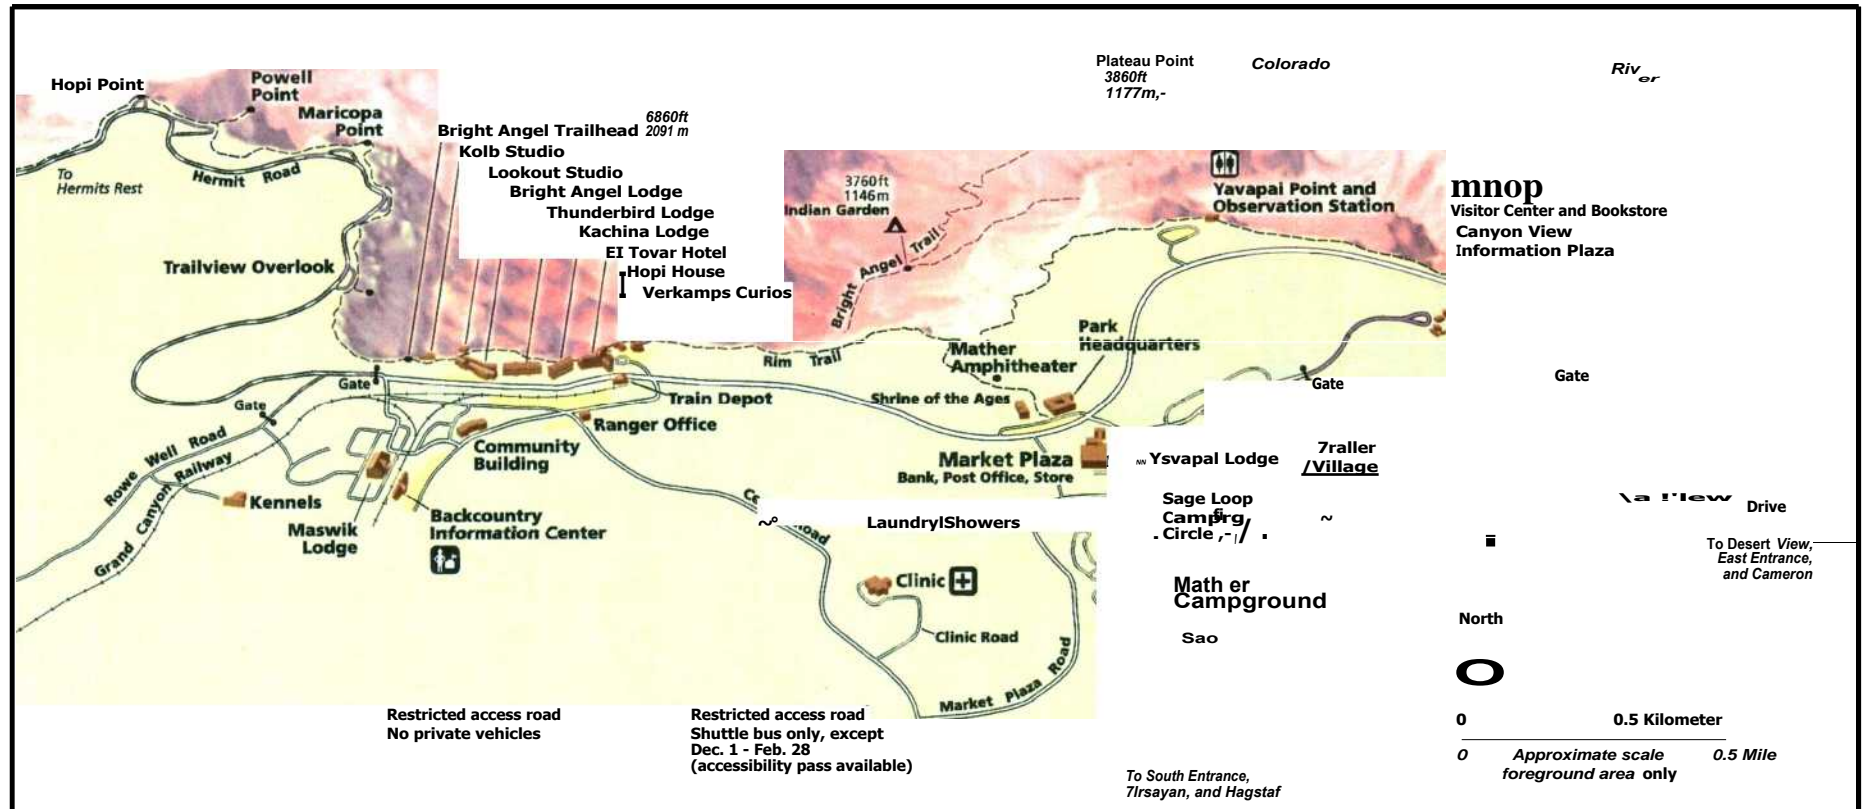 Hopi Point
Powell
Point
Maricopa
Point
To
Hermits Rest
Hermit Road
Trailview Overlook
Bright Angel Trailhead 6860ft
2091 m
Kolb Studio
Lookout Studio
Bright Angel Lodge
Thunderbird Lodge
Kachina Lodge
EI Tovar Hotel
Hopi House
Verkamps Curios
Plateau Point
3860ft
1177m,-
Colorado
Riv
er
3760ft
1146m
Indian Garden
Bright Angel Trail
Yavapai Point and
Observation Station
mnop
Visitor Center and Bookstore
Canyon View
Information Plaza
Rim Trail
Mather
Amphitheater
Park
Headquarters
Shrine of the Ages
Gate
Gate
Gate
Gate
Train Depot
Ranger Office
Community
Building
Rowe Well Road
Grand Canyon Railway
Kennels
Maswik
Lodge
Backcountry
Information Center
Market Plaza
Bank, Post Office, Store
LaundrylShowers
oad
Clinic
Clinic Road
Market Plaza Road
Ysvapal Lodge
7raller
/Village
Sage Loop
Camprg
Circle
Math er
Campground
Sao
Drive
To Desert View,
East Entrance,
and Cameron
North
O
0 0.5 Kilometer
0 Approximate scale 0.5 Mile
foreground area only
Restricted access road
No private vehicles
Restricted access road
Shuttle bus only, except
Dec. 1 - Feb. 28
(accessibility pass available)
To South Entrance,
7Irsayan, and Hagstaf